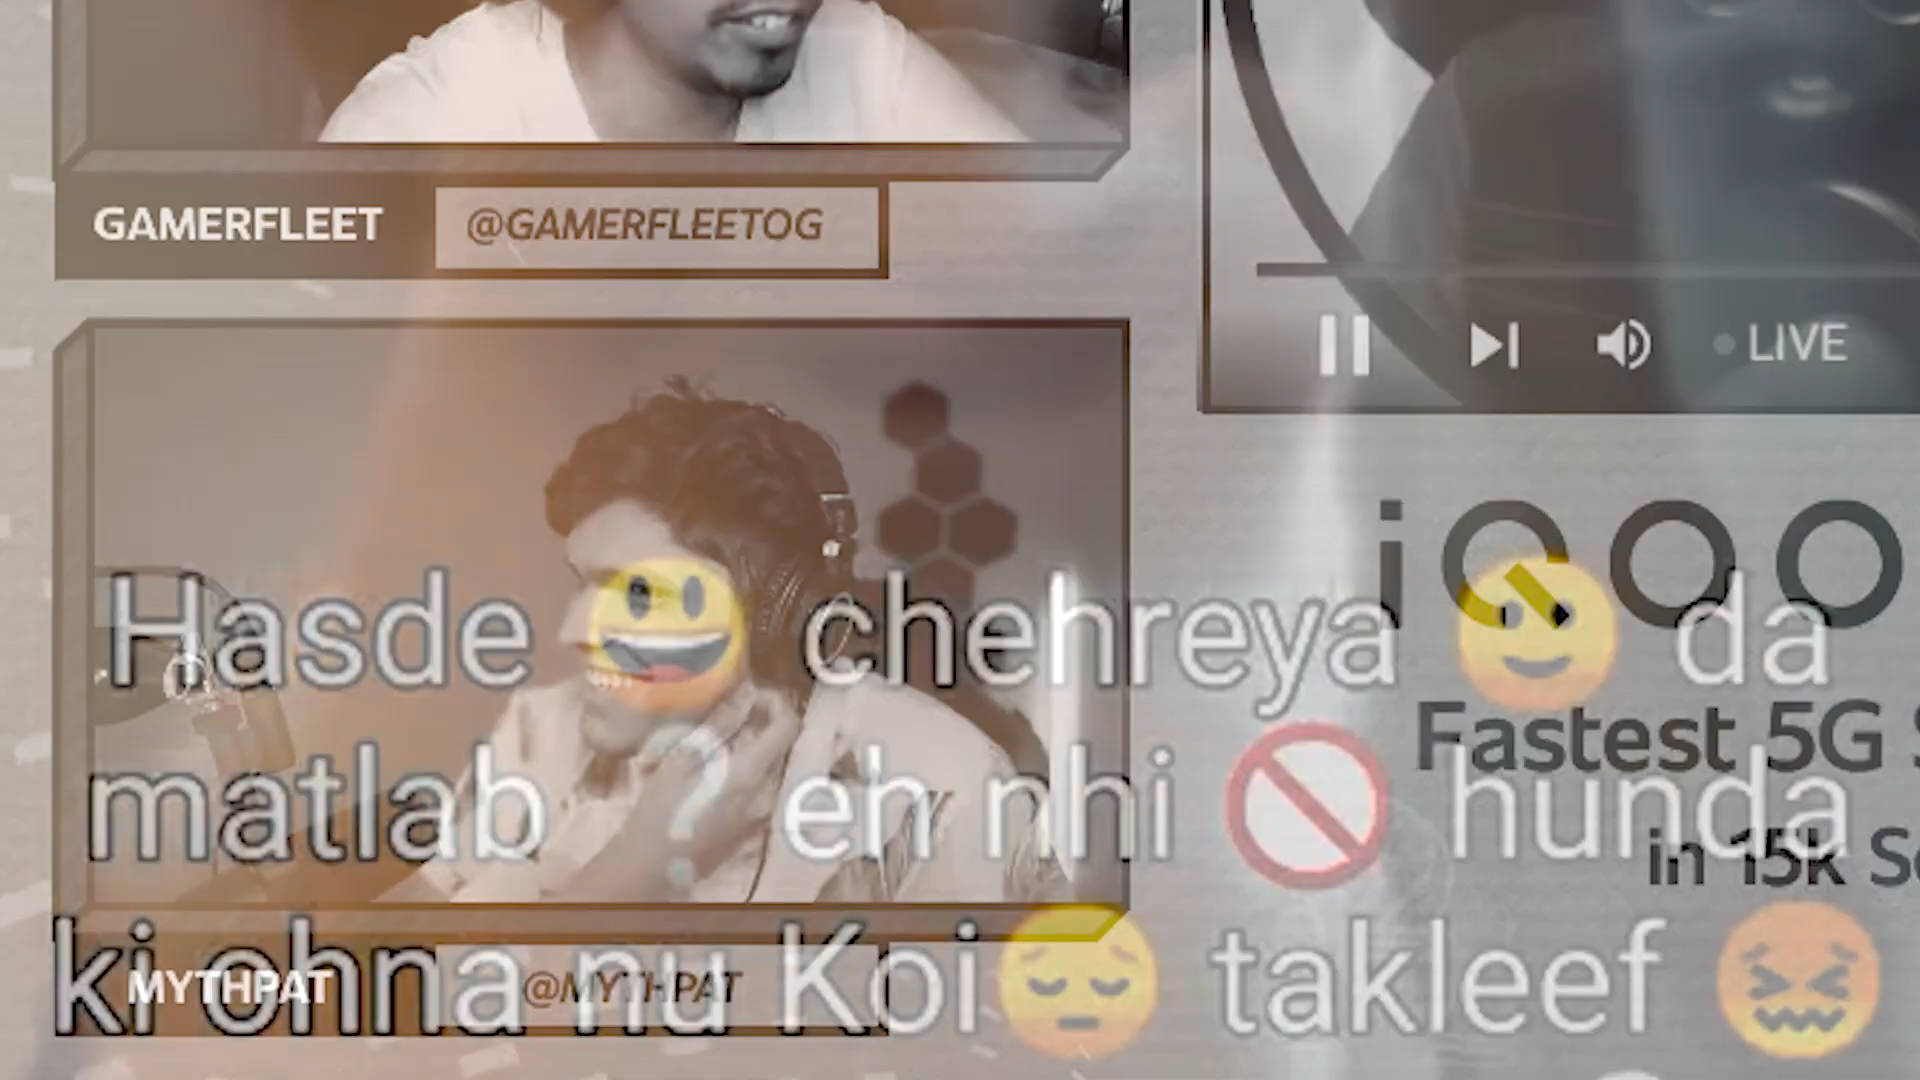 GAMERFLEET
@GAMERFLEETOG
LIVE
iQOO
Hasde 😃 chehreya 🙂 da
Fastest 5G
matlab ❔ eh nhi 🚫 hunda
in 15k
ki ohna nu Koi 😔 takleef 😖
MYTHPAT
@MYTHPAT